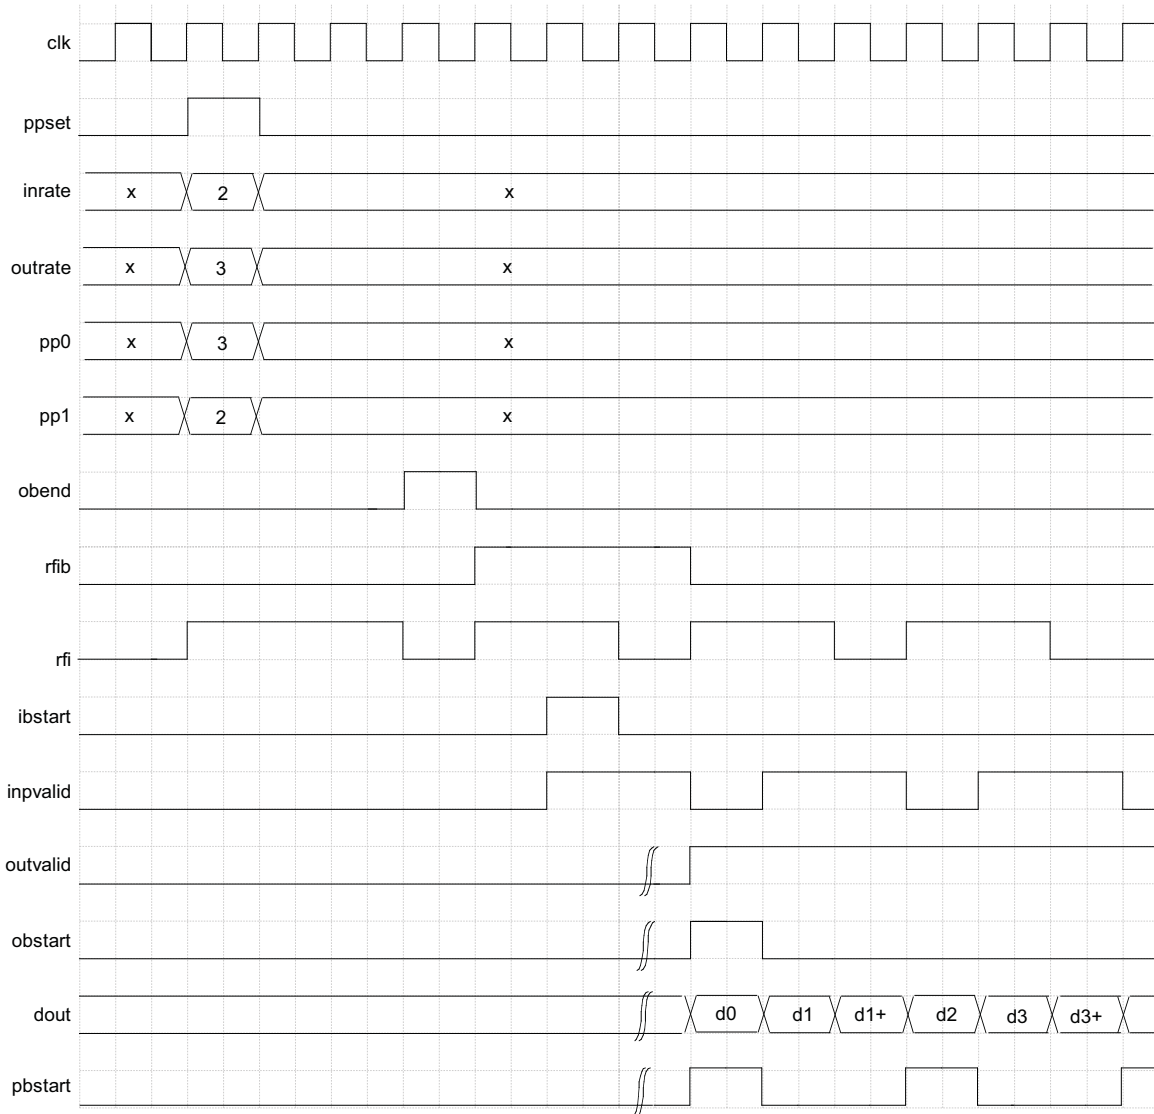 clk
ppset
inrate x 2 x
outrate x 3 x
pp0 x 3 x
pp1 x 2 x
obend
rfib
rfi
ibstart
inpvalid
outvalid
obstart
dout d0 d1 d1+ d2 d3 d3+
pbstart